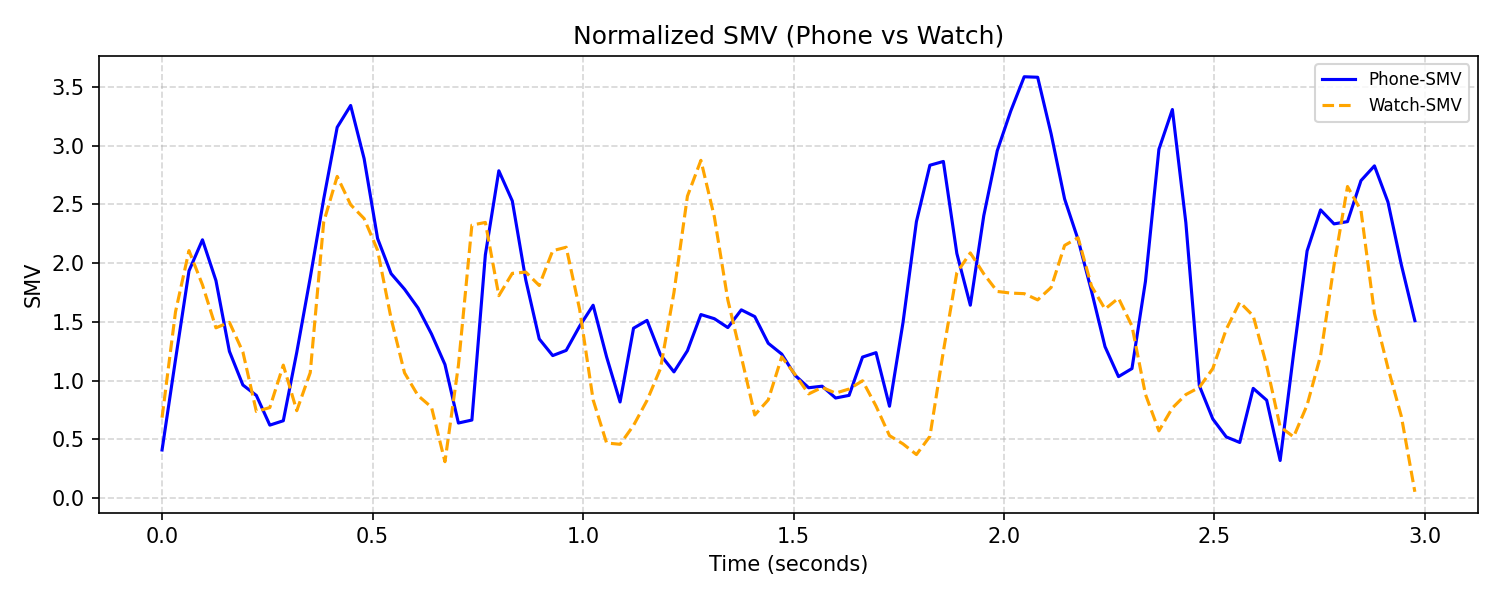 Normalized SMV (Phone vs Watch)
Phone-SMV
Watch-SMV
SMV
3.5
3.0
2.5
2.0
1.5
1.0
0.5
0.0
0.0 0.5 1.0 1.5 2.0 2.5 3.0
Time (seconds)